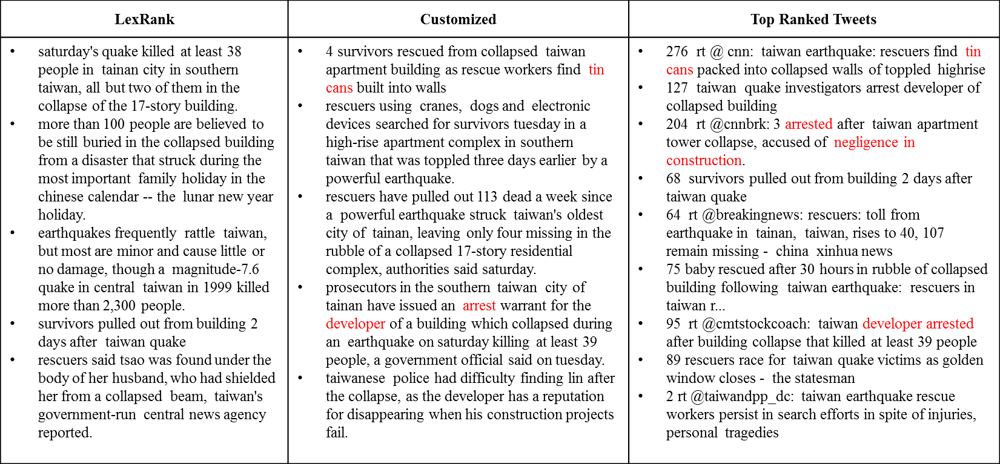 LexRank
saturday's quake killed at least 38
people in tainan city in southern
taiwan, all but two of them in the
collapse of the 17-story building.
more than 100 people are believed to
be still buried in the collapsed building
from a disaster that struck during the
most important family holiday in the
chinese calendar -- the lunar new year
holiday.
earthquakes frequently rattle taiwan,
but most are minor and cause little or
no damage, though a magnitude-7.6
quake in central taiwan in 1999 killed
more than 2,300 people.
survivors pulled out from building 2
days after taiwan quake
rescuers said tsao was found under the
body of her husband, who had shielded
her from a collapsed beam, taiwan's
government-run central news agency
reported.
Customized
4 survivors rescued from collapsed taiwan
apartment building as rescue workers find tin
cans built into walls
rescuers using cranes, dogs and electronic
devices searched for survivors tuesday in a
high-rise apartment complex in southern
taiwan that was toppled three days earlier by a
powerful earthquake.
rescuers have pulled out 113 dead a week since
a powerful earthquake struck taiwan's oldest
city of tainan, leaving only four missing in the
rubble of a collapsed 17-story residential
complex, authorities said saturday.
prosecutors in the southern taiwan city of
tainan have issued an arrest warrant for the
developer of a building which collapsed during
an earthquake on saturday killing at least 39
people, a government official said on tuesday.
taiwanese police had difficulty finding lin after
the collapse, as the developer has a reputation
for disappearing when his construction projects
fail.
Top Ranked Tweets
276 rt @ cnn: taiwan earthquake: rescuers find tin
cans packed into collapsed walls of toppled highrise
127 taiwan quake investigators arrest developer of
collapsed building
204 rt @cnnbrk: 3 arrested after taiwan apartment
tower collapse, accused of negligence in
construction.
68 survivors pulled out from building 2 days after
taiwan quake
64 rt @breakingnews: rescuers: toll from
earthquake in tainan, taiwan, rises to 40, 107
remain missing - china xinhua news
75 baby rescued after 30 hours in rubble of collapsed
building following taiwan earthquake: rescuers in
taiwan r...
95 rt @cmtstockcoach: taiwan developer arrested
after building collapse that killed at least 39 people
89 rescuers race for taiwan quake victims as golden
window closes - the statesman
2 rt @taiwandpp_dc: taiwan earthquake rescue
workers persist in search efforts in spite of injuries,
personal tragedies